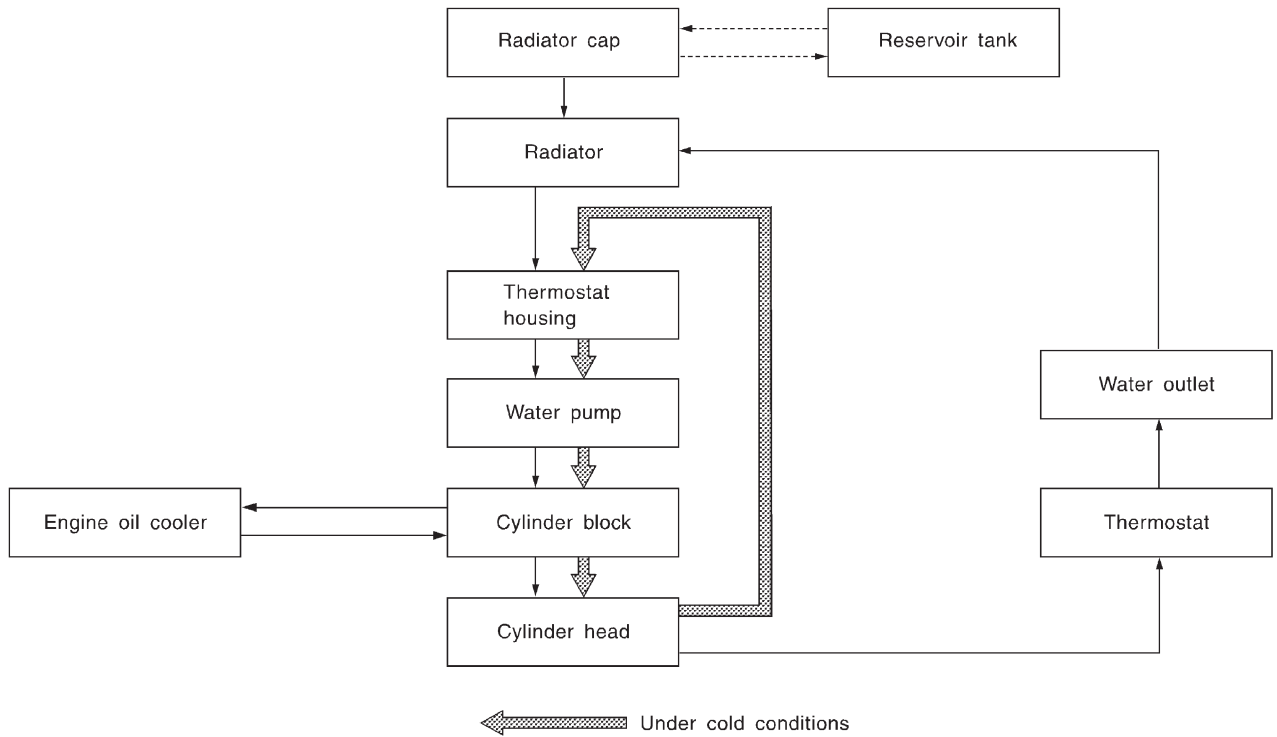 Radiator cap
Reservoir tank
Radiator
Thermostat
housing
Water pump
Water outlet
Engine oil cooler
Cylinder block
Thermostat
Cylinder head
Under cold conditions